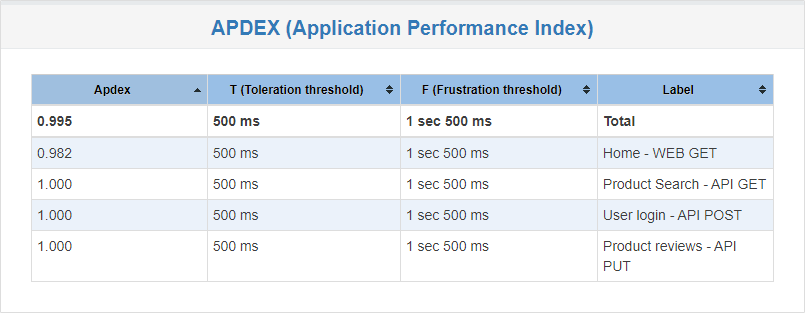 APDEX (Application Performance Index)
Apdex T (Toleration threshold) F (Frustration threshold) Label
0.995 500 ms 1 sec 500 ms Total
0.982 500 ms 1 sec 500 ms Home - WEB GET
1.000 500 ms 1 sec 500 ms Product Search - API GET
1.000 500 ms 1 sec 500 ms User login - API POST
1.000 500 ms 1 sec 500 ms Product reviews - API
PUT